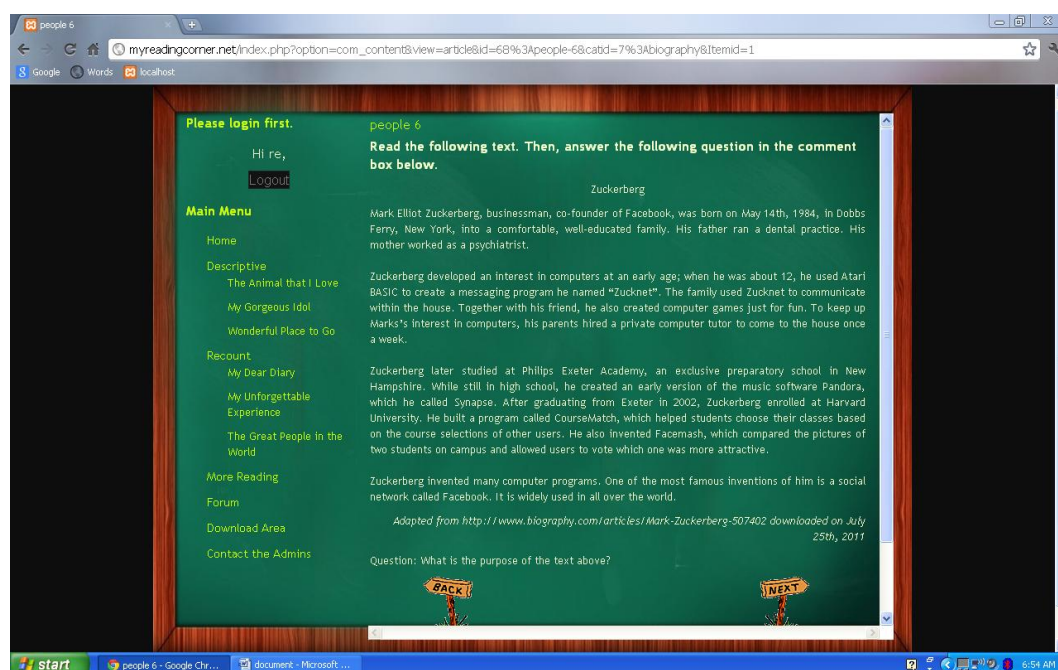 people 6
myreadingcorner.net/index.php?option=com_content&view=article&id=68%3Apeople-6&catid=7%3Abiography&Itemid=1
Google Words localhost
Please login first.
Hi re,
Logout
Main Menu
Home
Descriptive
The Animal that I Love
My Gorgeous Idol
Wonderful Place to Go
Recount
My Dear Diary
My Unforgettable
Experience
The Great People in the
World
More Reading
Forum
Download Area
Contact the Admins
people 6
Read the following text. Then, answer the following question in the comment
box below.
Zuckerberg
Mark Elliot Zuckerberg, businessman, co-founder of Facebook, was born on May 14th, 1984, in Dobbs
Ferry, New York, into a comfortable, well-educated family. His father ran a dental practice. His
mother worked as a psychiatrist.
Zuckerberg developed an interest in computers at an early age; when he was about 12, he used Atari
BASIC to create a messaging program he named “Zucknet”. The family used Zucknet to communicate
within the house. Together with his friend, he also created computer games just for fun. To keep up
Marks's interest in computers, his parents hired a private computer tutor to come to the house once
a week.
Zuckerberg later studied at Philips Exeter Academy, an exclusive preparatory school in New
Hampshire. While still in high school, he created an early version of the music software Pandora,
which he called Synapse. After graduating from Exeter in 2002, Zuckerberg enrolled at Harvard
University. He built a program called CourseMatch, which helped students choose their classes based
on the course selections of other users. He also invented Facemash, which compared the pictures of
two students on campus and allowed users to vote which one was more attractive.
Zuckerberg invented many computer programs. One of the most famous inventions of him is a social
network called Facebook. It is widely used in all over the world.
Adapted from http://www.biography.com/articles/Mark-Zuckerberg-507402 downloaded on July
25th, 2011
Question: What is the purpose of the text above?
BACK NEXT
start people 6 - Google Chr... document - Microsoft ... 6:54 AM